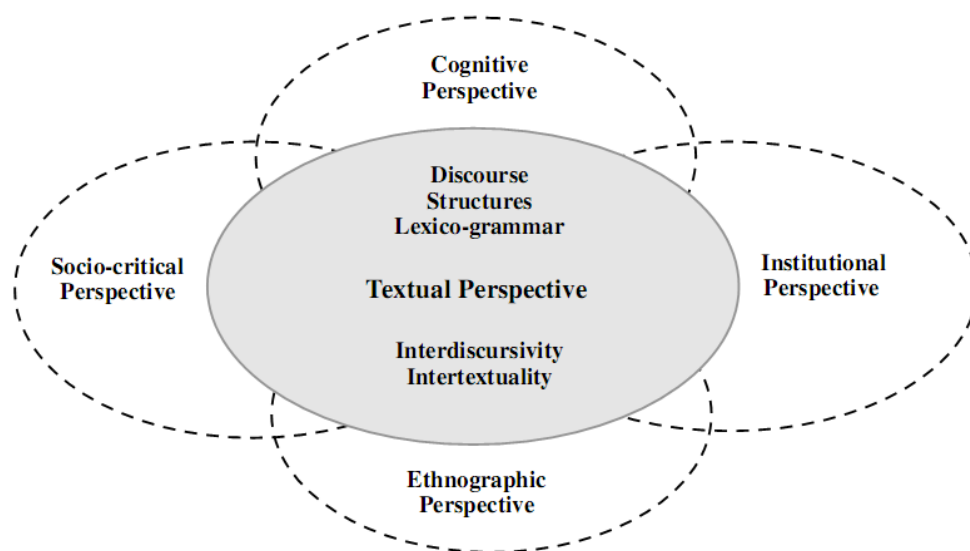 Cognitive
Perspective
Discourse
Structures
Lexico-grammar
Socio-critical
Perspective
Textual Perspective
Institutional
Perspective
Interdiscursivity
Intertextuality
Ethnographic
Perspective